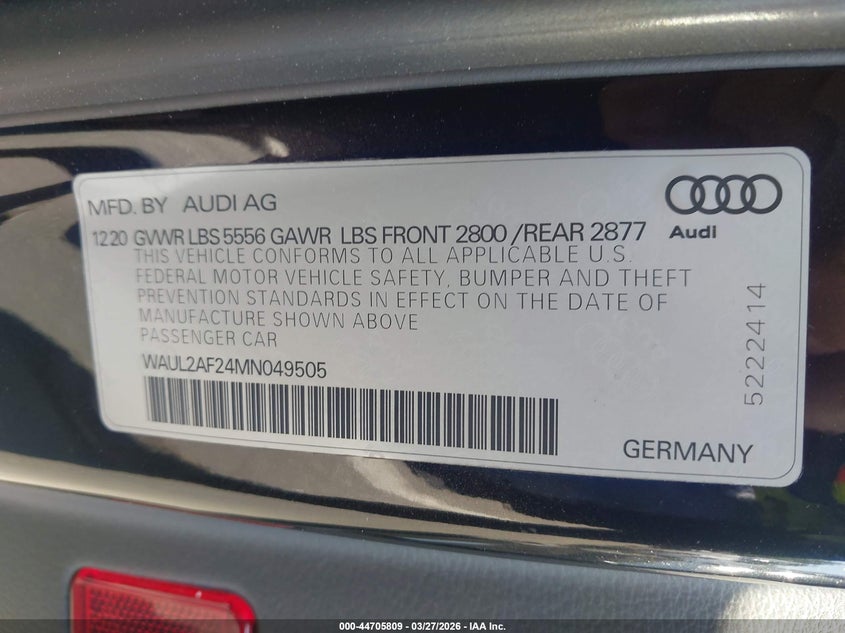 MFD. BY AUDI AG
Audi
12 20 GVWR LBS 5556 GAWR LBS FRONT 2800 /REAR 2877
THIS VEHICLE CONFORMS TO ALL APPLICABLE U.S.
FEDERAL MOTOR VEHICLE SAFETY, BUMPER AND THEFT
PREVENTION STANDARDS IN EFFECT ON THE DATE OF
MANUFACTURE SHOWN ABOVE
PASSENGER CAR
WAUL2AF24MN049505
5222414
GERMANY
000-44705809 | 03/27/2026 | IAA Inc.